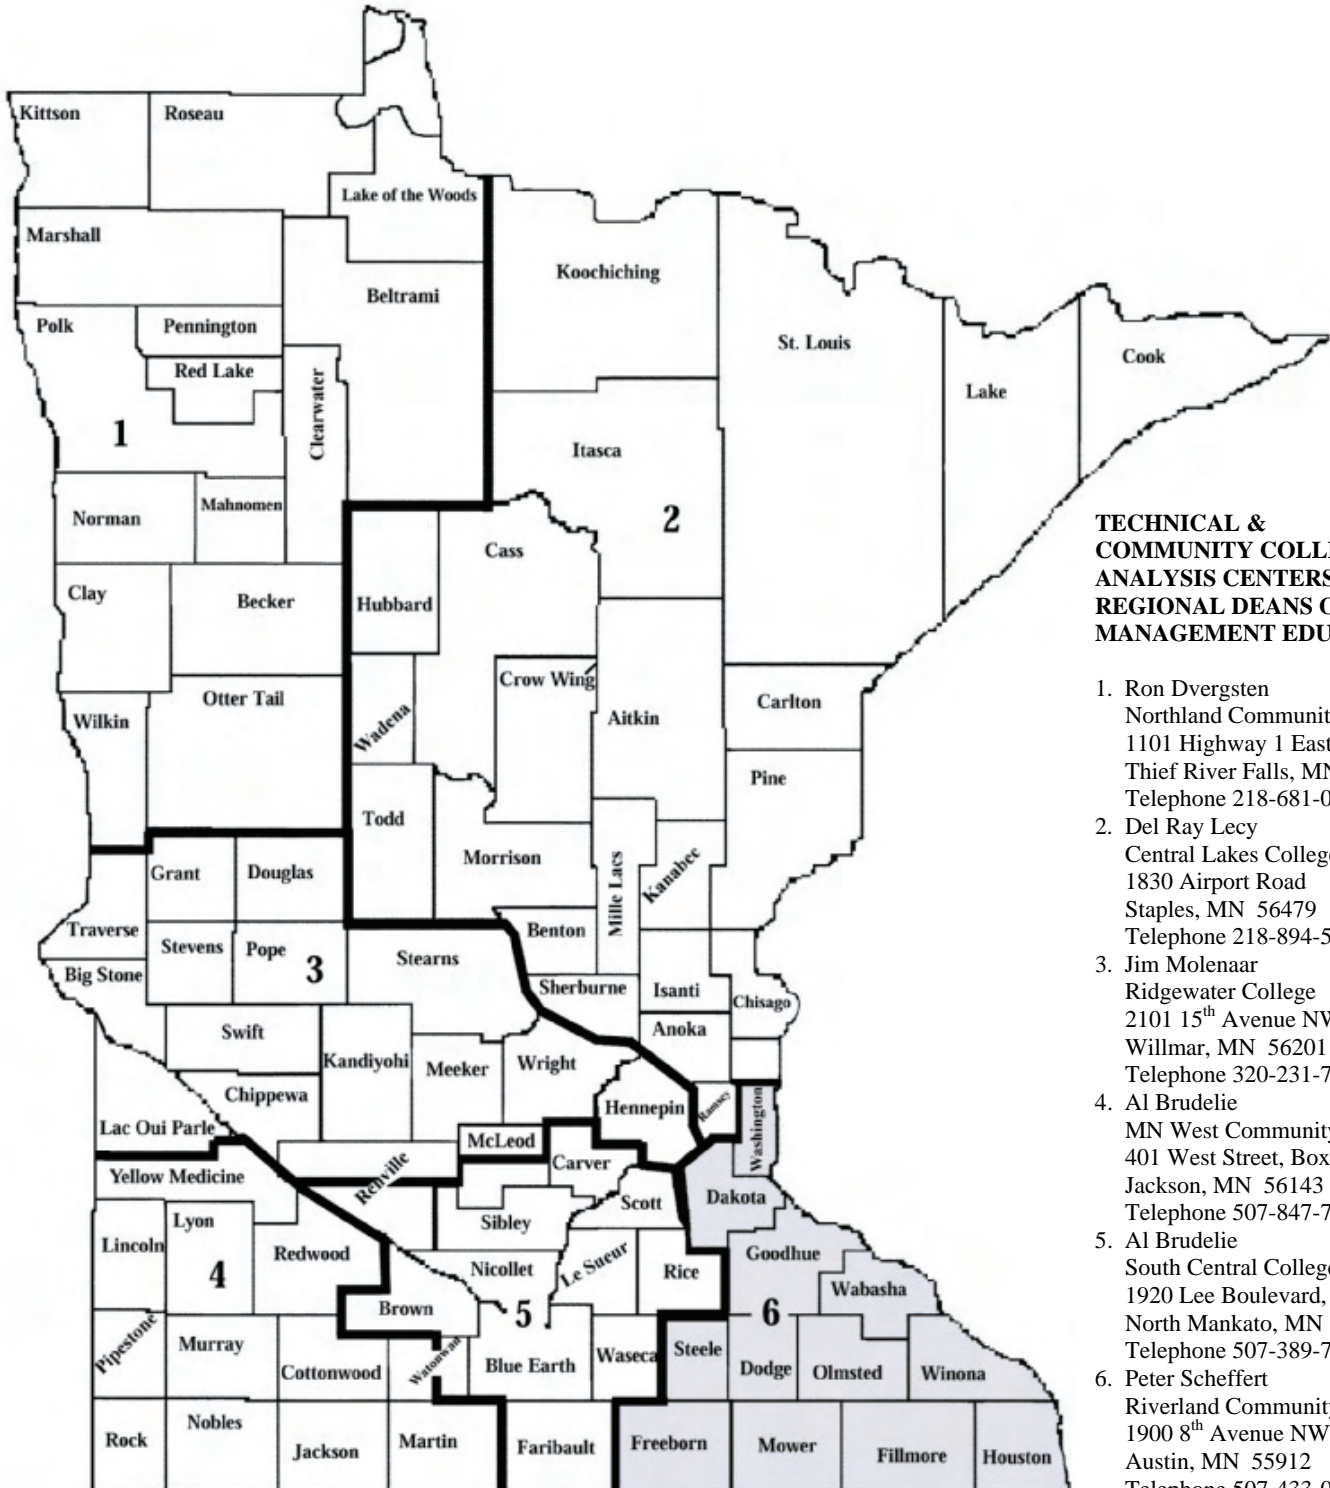 Kittson
Roseau
Lake of the Woods
Marshall
Koochiching
Beltrami
Polk
Pennington
St. Louis
Cook
Red Lake
Lake
Clearwater
1
Itasca
Mahnomen
Norman
2
Cass
Clay
Becker
Hubbard
Crow Wing
Otter Tail
Carlton
Wilkin
Wadena
Aitkin
Pine
Todd
Morrison
Grant
Douglas
Mille Lacs
Kanabec
Traverse
Stevens
Pope
3
Stearns
Benton
Big Stone
Sherburne
Isanti
Chisago
Swift
Anoka
Kandiyohi
Meeker
Wright
Chippewa
Hennepin
Ramsey
Washington
Lac Oui Parle
McLeod
Carver
Yellow Medicine
Renville
Scott
Dakota
Lyon
Sibley
Lincoln
Redwood
Goodhue
4
Nicollet
Le Sueur
Rice
Wabasha
Brown
5
6
Pipestone
Murray
Cottonwood
Watonwan
Blue Earth
Waseca
Steele
Dodge
Olmsted
Winona
Rock
Nobles
Jackson
Martin
Faribault
Freeborn
Mower
Fillmore
Houston
TECHNICAL &
COMMUNITY COLL
ANALYSIS CENTERS
REGIONAL DEANS O
MANAGEMENT EDU
1. Ron Dvergsten
Northland Communit
1101 Highway 1 East
Thief River Falls, MN
Telephone 218-681-0
2. Del Ray Lecy
Central Lakes College
1830 Airport Road
Staples, MN 56479
Telephone 218-894-5
3. Jim Molenaar
Ridgewater College
2101 15th Avenue NW
Willmar, MN 56201
Telephone 320-231-7
4. Al Brudelie
MN West Community
401 West Street, Box
Jackson, MN 56143
Telephone 507-847-7
5. Al Brudelie
South Central College
1920 Lee Boulevard,
North Mankato, MN
Telephone 507-389-7
6. Peter Scheffert
Riverland Community
1900 8th Avenue NW
Austin, MN 55912
Telephone 507-433-0